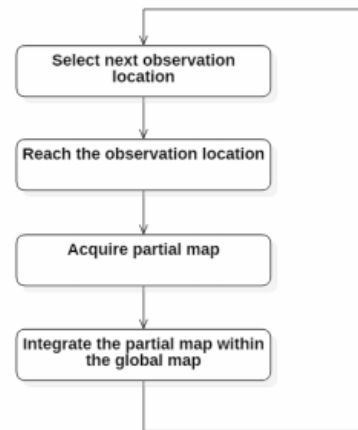 Select next observation
location
Reach the observation location
Acquire partial map
Integrate the partial map within
the global map